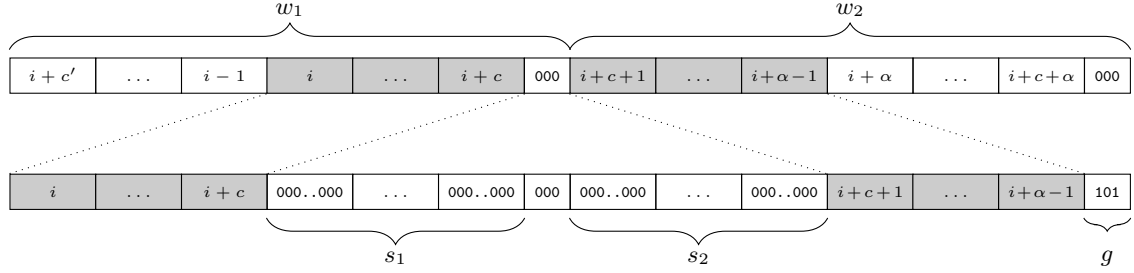 w₁ w₂
i + c′ ... i − 1 i ... i + c 000 i + c + 1 ... i + α − 1 i + α ... i + c + α 000
i ... i + c 000..000 ... 000..000 000 000..000 ... 000..000 i + c + 1 ... i + α − 1 101
s₁ s₂ g